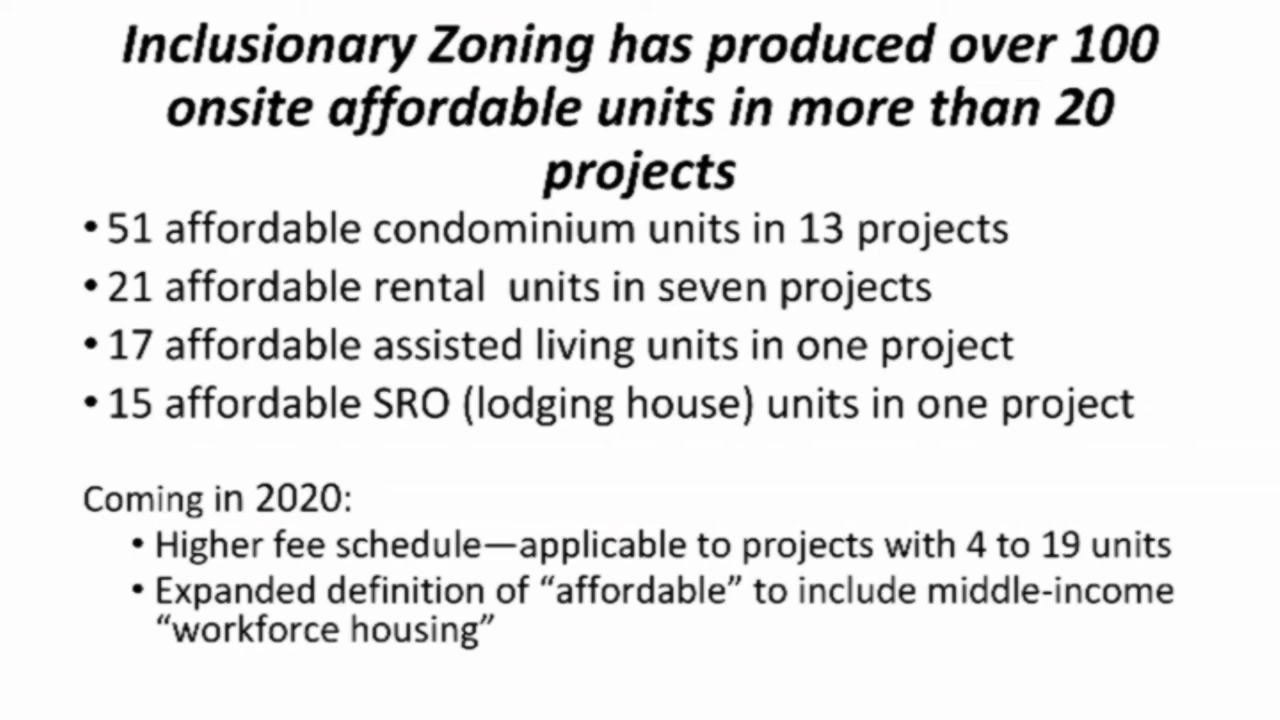 Inclusionary Zoning has produced over 100
onsite affordable units in more than 20
projects
• 51 affordable condominium units in 13 projects
• 21 affordable rental  units in seven projects
• 17 affordable assisted living units in one project
• 15 affordable SRO (lodging house) units in one project
Coming in 2020:
• Higher fee schedule—applicable to projects with 4 to 19 units
• Expanded definition of “affordable” to include middle-income
“workforce housing”